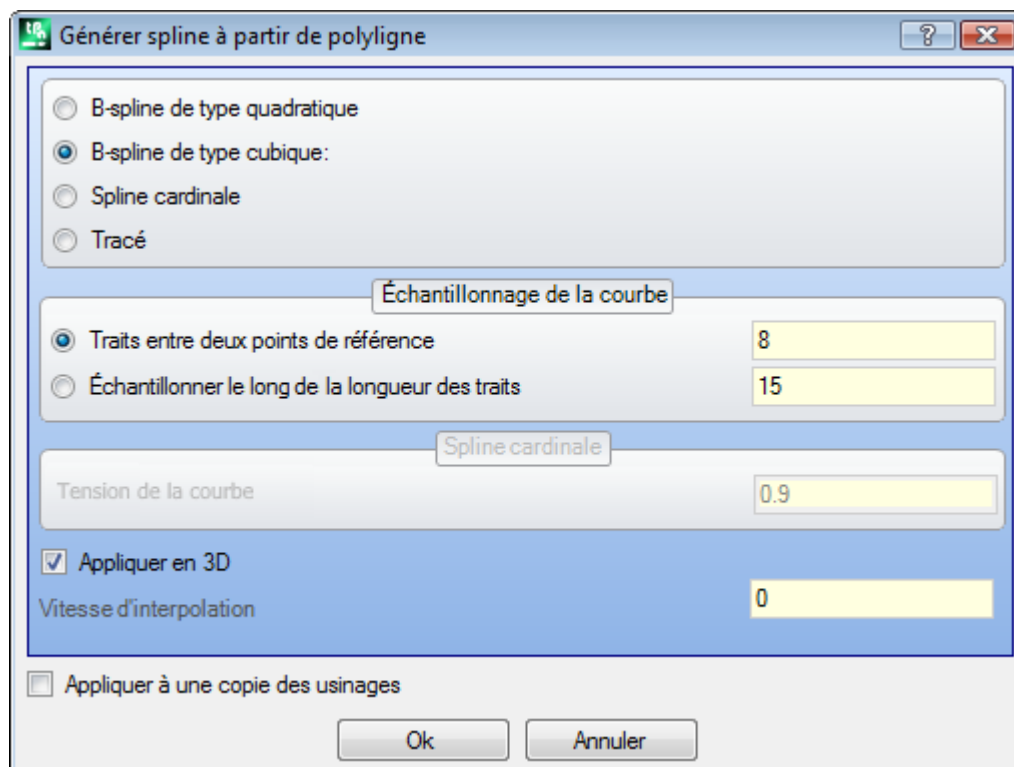 Générer spline à partir de polyligne
B-spline de type quadratique
B-spline de type cubique:
Spline cardinale
Tracé
Échantillonnage de la courbe
Traits entre deux points de référence 8
Échantillonner le long de la longueur des traits 15
Spline cardinale
Tension de la courbe 0.9
Appliquer en 3D
Vitesse d'interpolation 0
Appliquer à une copie des usinages
Ok Annuler